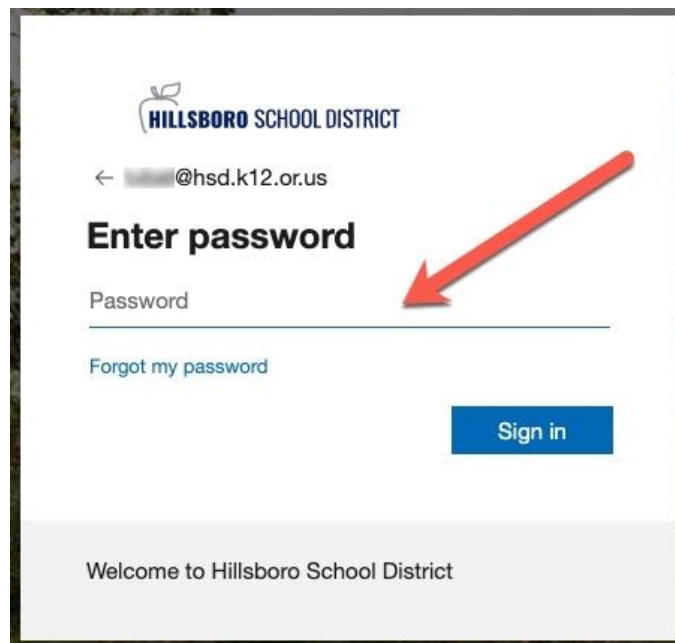 HILLSBORO SCHOOL DISTRICT
@hsd.k12.or.us
Enter password
Password
Forgot my password
Sign in
Welcome to Hillsboro School District